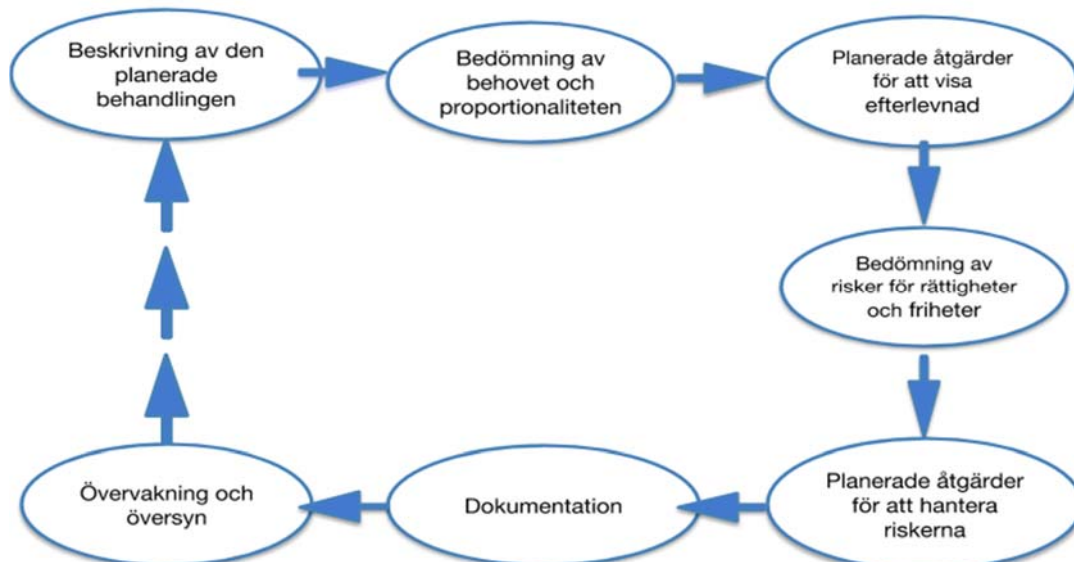 Beskrivning av den
planerade
behandlingen
Bedömning av
behovet och
proportionaliteten
Planerade åtgärder
för att visa
efterlevnad
Bedömning av
risker för rättigheter
och friheter
Planerade åtgärder
för att hantera
riskerna
Dokumentation
Övervakning och
översyn